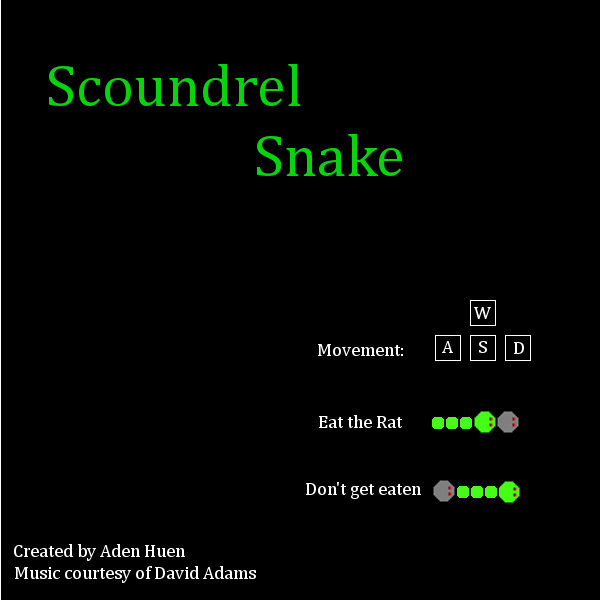 Scoundrel
Snake
W
Movement: A S D
Eat the Rat
Don't get eaten
Created by Aden Huen
Music courtesy of David Adams